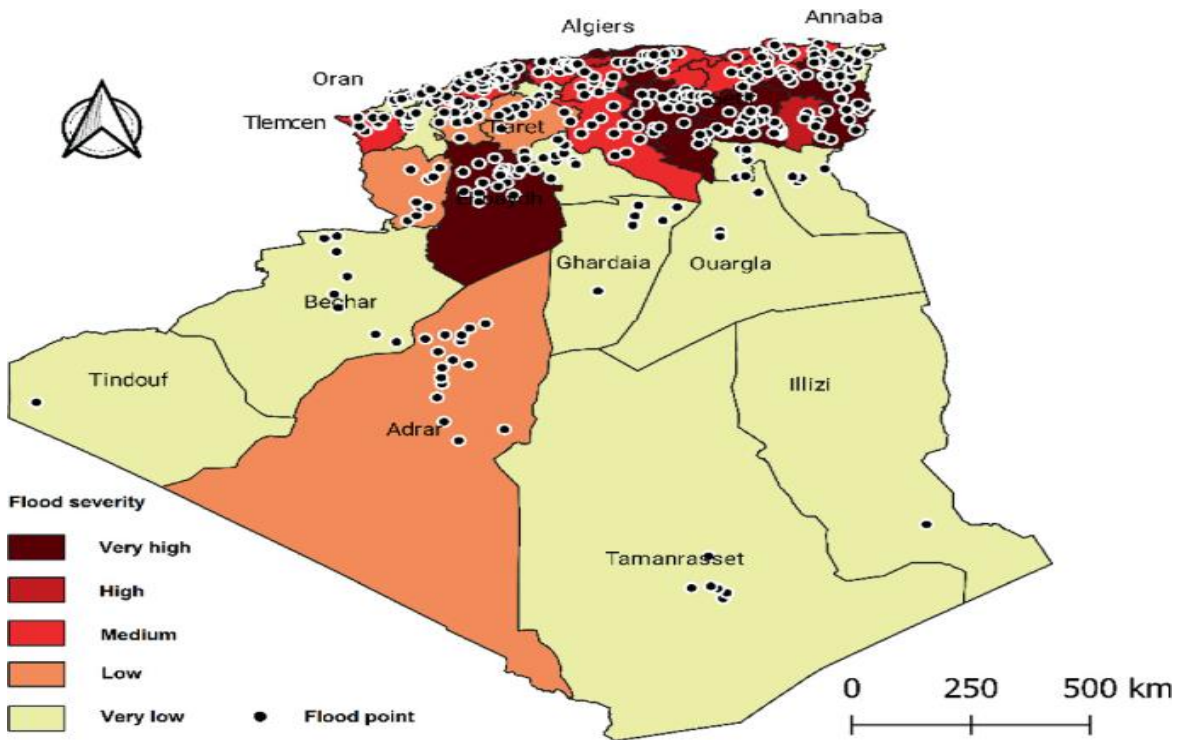 Annaba
Algiers
Oran
Tlemcen
Tiaret
Ghardaia
Ouargla
Bechar
Tindouf
Illizi
Adrar
Flood severity
Very high
High
Medium
Low
Very low
Flood point
Tamanrasset
0 250 500 km